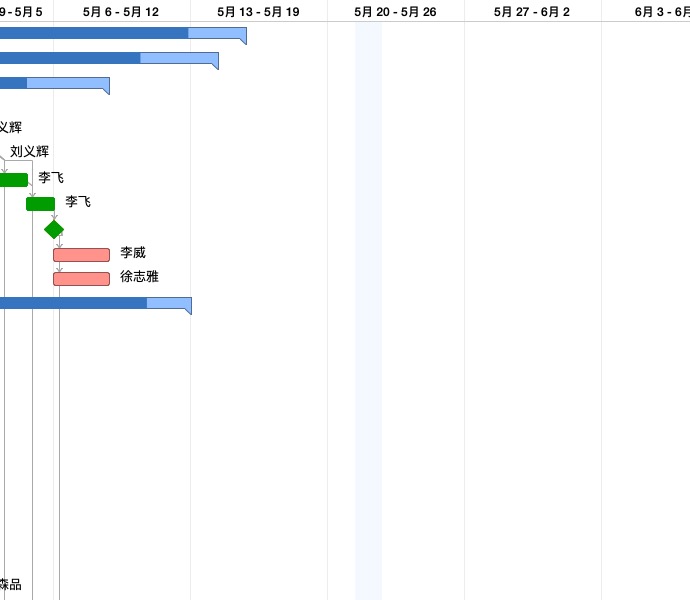 9 - 5月 5 5月 6 - 5月 12 5月 13 - 5月 19 5月 20 - 5月 26 5月 27 - 6月 2 6月 3 - 6月
义辉
刘义辉
李飞
李飞
李威
徐志雅
森品